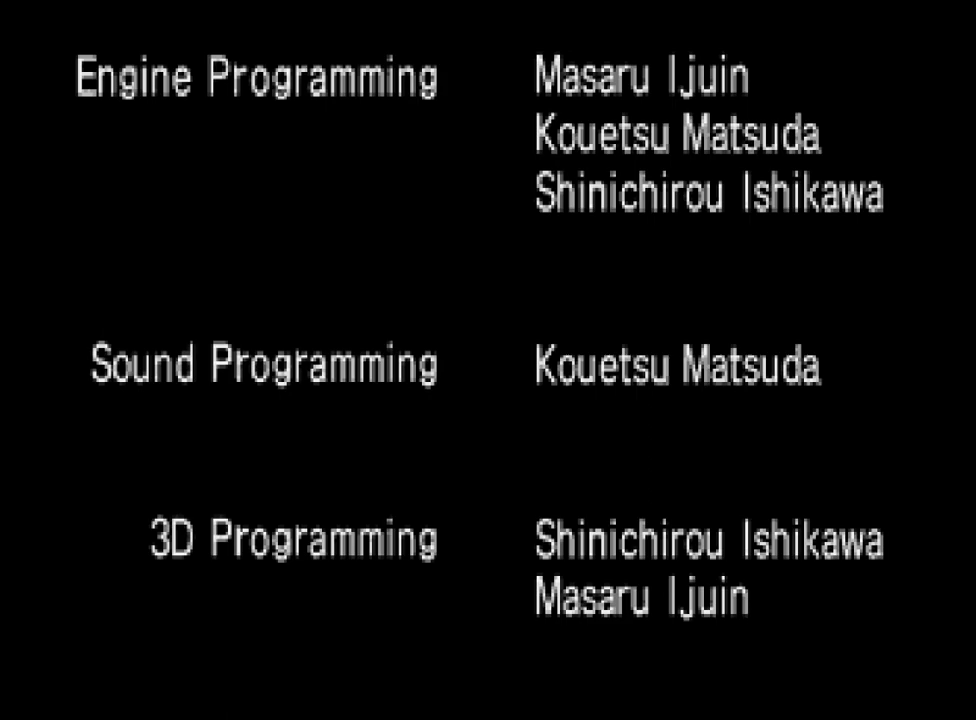 Engine Programming Masaru Ijuin
Kouetsu Matsuda
Shinichirou Ishikawa
Sound Programming Kouetsu Matsuda
3D Programming Shinichirou Ishikawa
Masaru Ijuin